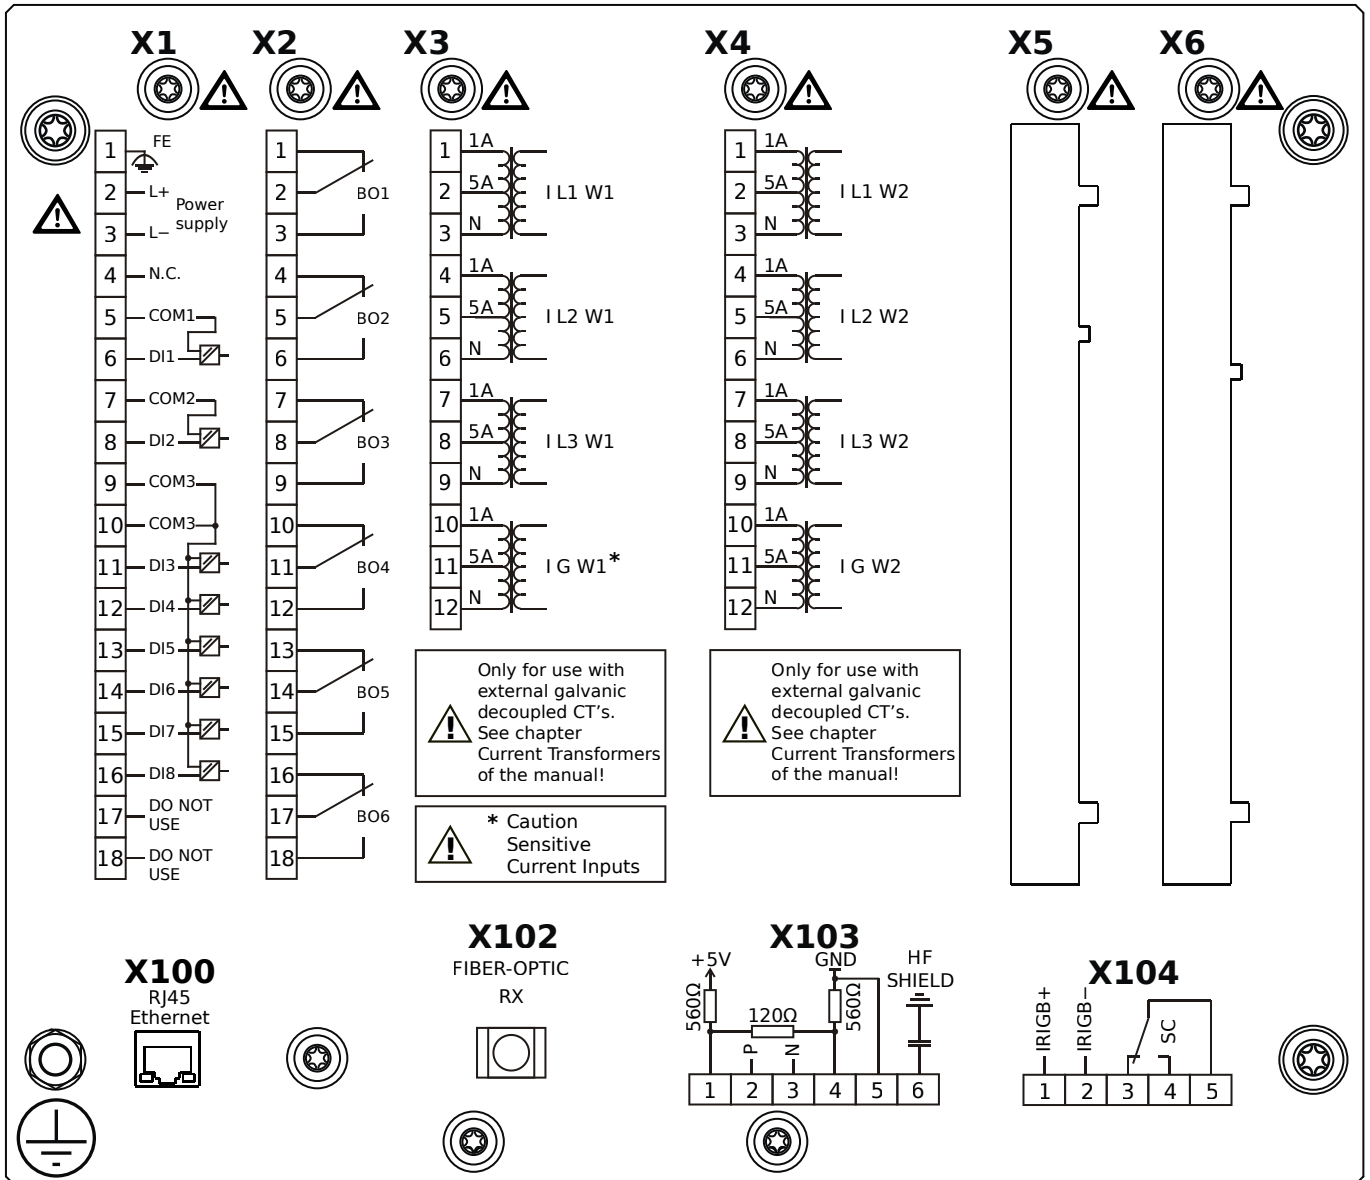 X1 X2 X3 X4 X5 X6
1 FE
2 L+
Power
supply
3 L−
4 N.C.
5 COM1
6 DI1
7 COM2
8 DI2
9 COM3
10 COM3
11 DI3
12 DI4
13 DI5
14 DI6
15 DI7
16 DI8
17 DO NOT
USE
18 DO NOT
USE
1
2 BO1
3
4
5 BO2
6
7
8 BO3
9
10
11 BO4
12
13
14 BO5
15
16
17 BO6
18
1 1A
2 5A I L1 W1
3 N
4 1A
5 5A I L2 W1
6 N
7 1A
8 5A I L3 W1
9 N
10 1A
11 5A I G W1*
12 N
Only for use with
external galvanic
decoupled CT's.
See chapter
Current Transformers
of the manual!
* Caution
Sensitive
Current Inputs
1 1A
2 5A I L1 W2
3 N
4 1A
5 5A I L2 W2
6 N
7 1A
8 5A I L3 W2
9 N
10 1A
11 5A I G W2
12 N
Only for use with
external galvanic
decoupled CT's.
See chapter
Current Transformers
of the manual!
X100
RJ45
Ethernet
X102
FIBER-OPTIC
RX
X103
+5V GND HF
SHIELD
560Ω 120Ω 560Ω
P N
1 2 3 4 5 6
X104
IRIGB+ IRIGB− SC
1 2 3 4 5